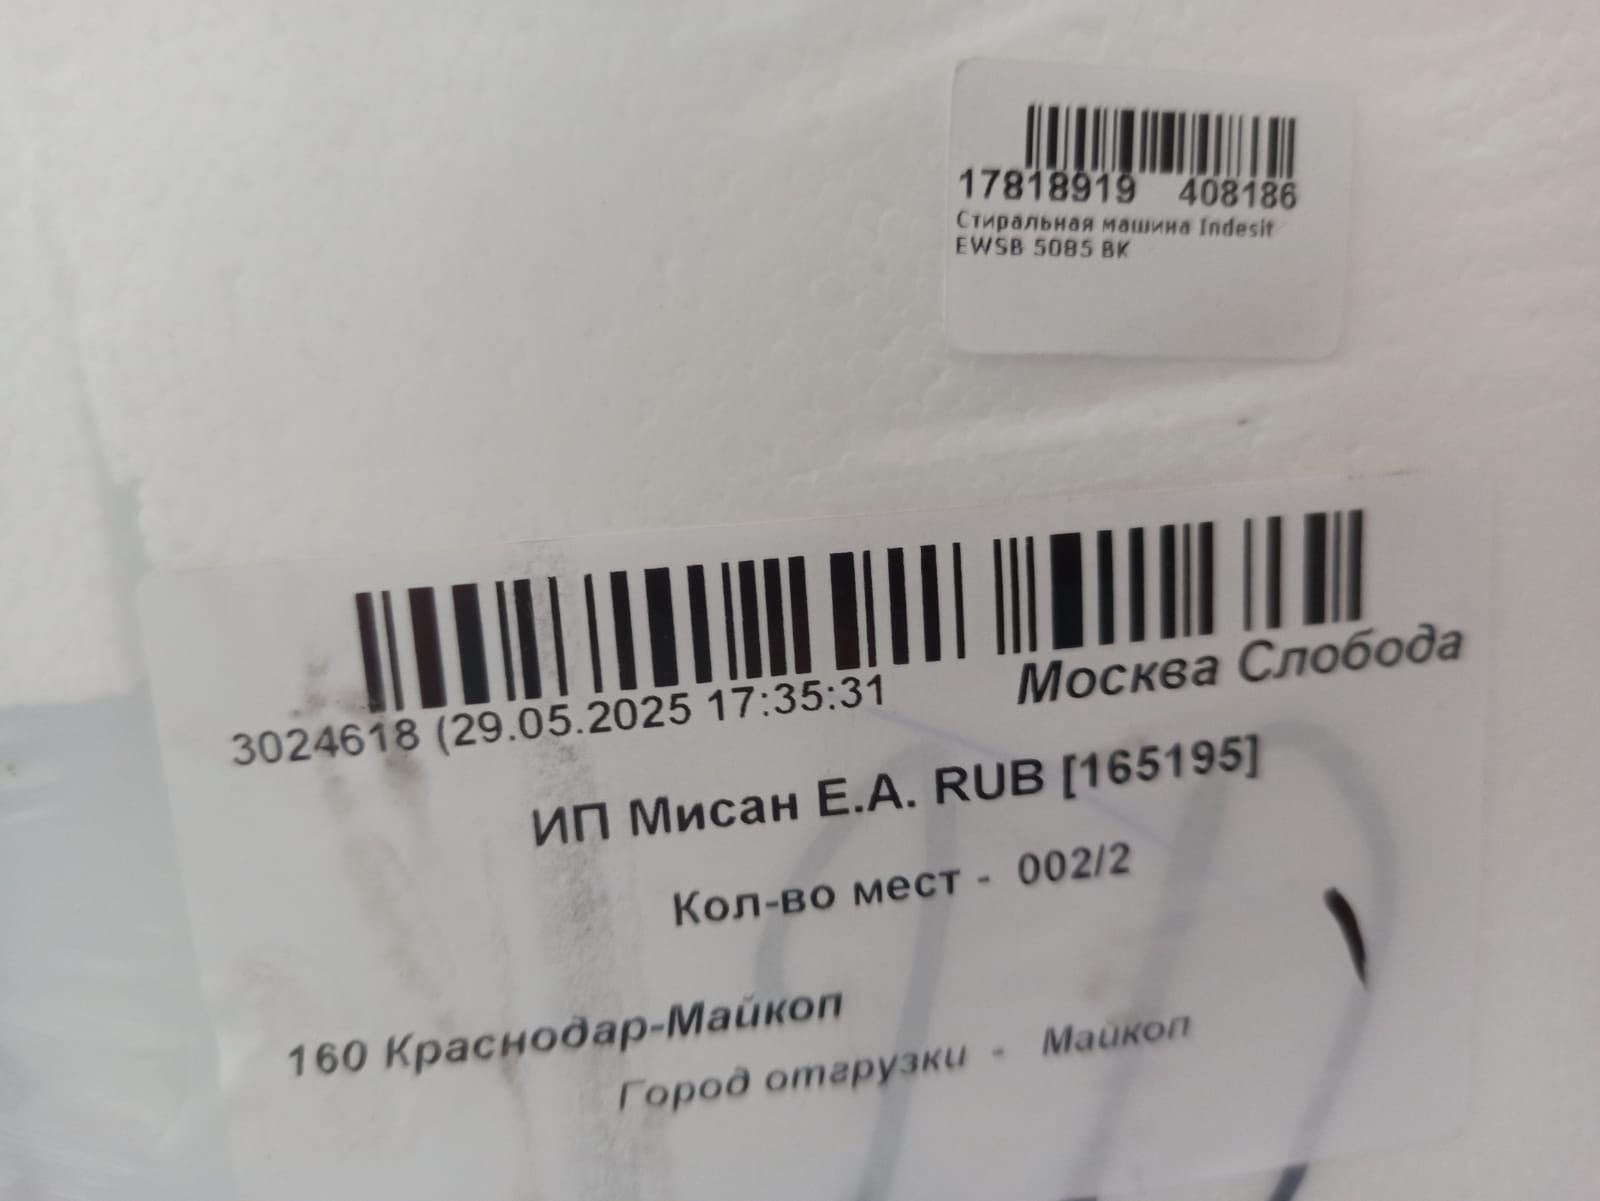 17818919 408186
Стиральная машина Indesit
EWSB 5085 BK
3024618 (29.05.2025 17:35:31
Москва Слобода
ИП Мисан Е.А. RUB [165195]
Кол-во мест - 002/2
160 Краснодар-Майкоп
Город отгрузки - Майкоп